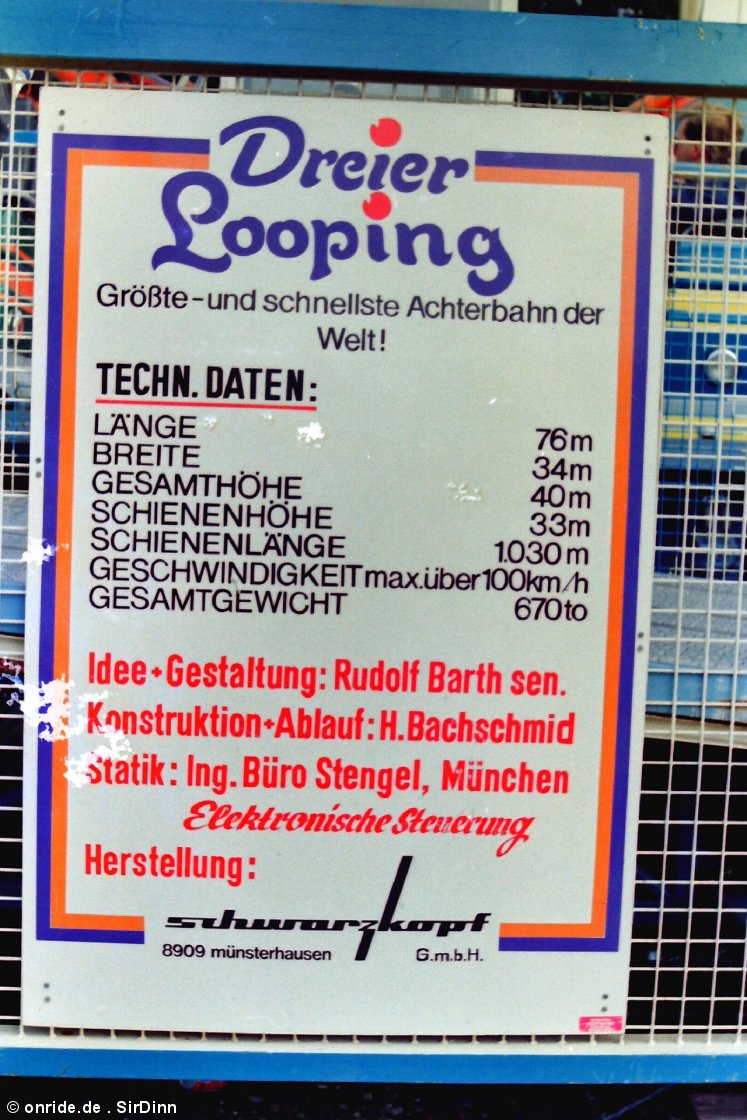 Dreier
Looping
Größte-und schnellste Achterbahn der
Welt!
TECHN. DATEN:
LÄNGE 76m
BREITE 34m
GESAMTHÖHE 40m
SCHIENENHÖHE 33m
SCHIENENLÄNGE 1.030m
GESCHWINDIGKEIT max.über 100km/h
GESAMTGEWICHT 670to
Idee+Gestaltung: Rudolf Barth sen.
Konstruktion+Ablauf: H.Bachschmid
Statik: Ing. Büro Stengel, München
Elektronische Steuerung
Herstellung:
schwarzkopf
8909 münsterhausen G.m.b.H.
© onride.de . SirDinn